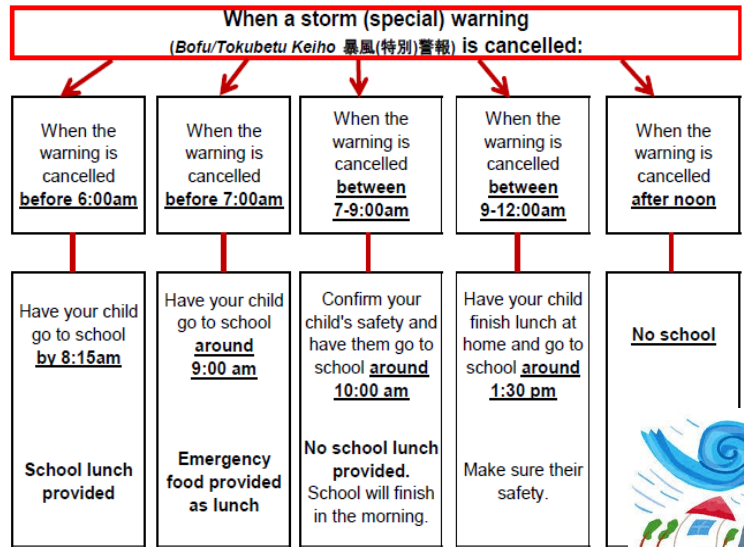 When a storm (special) warning
(Bofu/Tokubetu Keiho 暴風(特別)警報) is cancelled:
When the
warning is
cancelled
before 6:00am
When the
warning is
cancelled
before 7:00am
When the
warning is
cancelled
between
7-9:00am
When the
warning is
cancelled
between
9-12:00am
When the
warning is
cancelled
after noon
Have your child
go to school
by 8:15am
School lunch
provided
Have your child
go to school
around
9:00 am
Emergency
food provided
as lunch
Confirm your
child's safety and
have them go to
school around
10:00 am
No school lunch
provided.
School will finish
in the morning.
Have your child
finish lunch at
home and go to
school around
1:30 pm
Make sure their
safety.
No school